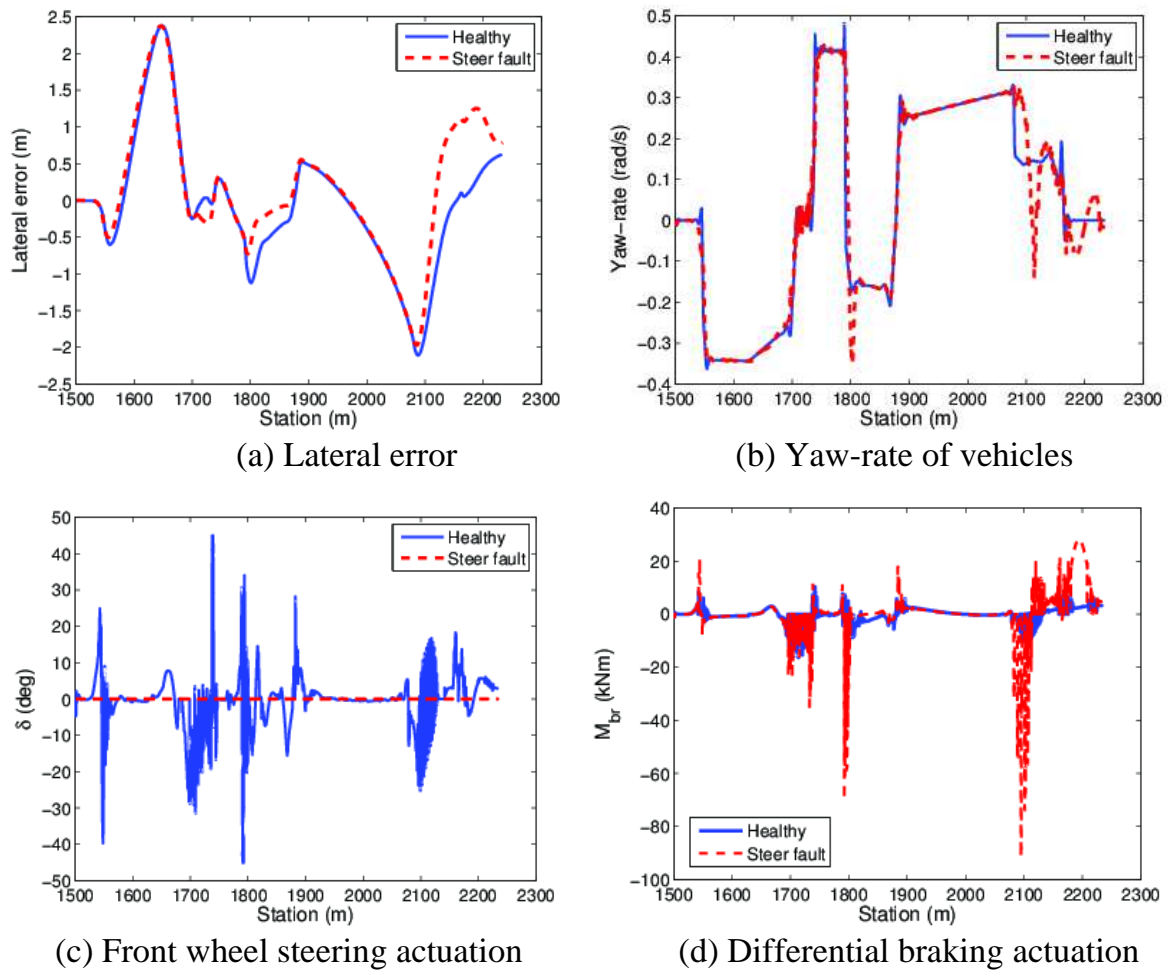 2.5
2
1.5
1
0.5
0
−0.5
−1
−1.5
−2
−2.5
1500 1600 1700 1800 1900 2000 2100 2200 2300
Lateral error (m)
Station (m)
Healthy
Steer fault
(a) Lateral error
0.5
0.4
0.3
0.2
0.1
0
−0.1
−0.2
−0.3
−0.4
1500 1600 1700 1800 1900 2000 2100 2200 2300
Yaw−rate (rad/s)
Station (m)
Healthy
Steer fault
(b) Yaw-rate of vehicles
50
40
30
20
10
0
−10
−20
−30
−40
−50
1500 1600 1700 1800 1900 2000 2100 2200 2300
δ (deg)
Station (m)
Healthy
Steer fault
(c) Front wheel steering actuation
40
20
0
−20
−40
−60
−80
−100
1500 1600 1700 1800 1900 2000 2100 2200 2300
M_br (kNm)
Station (m)
Healthy
Steer fault
(d) Differential braking actuation